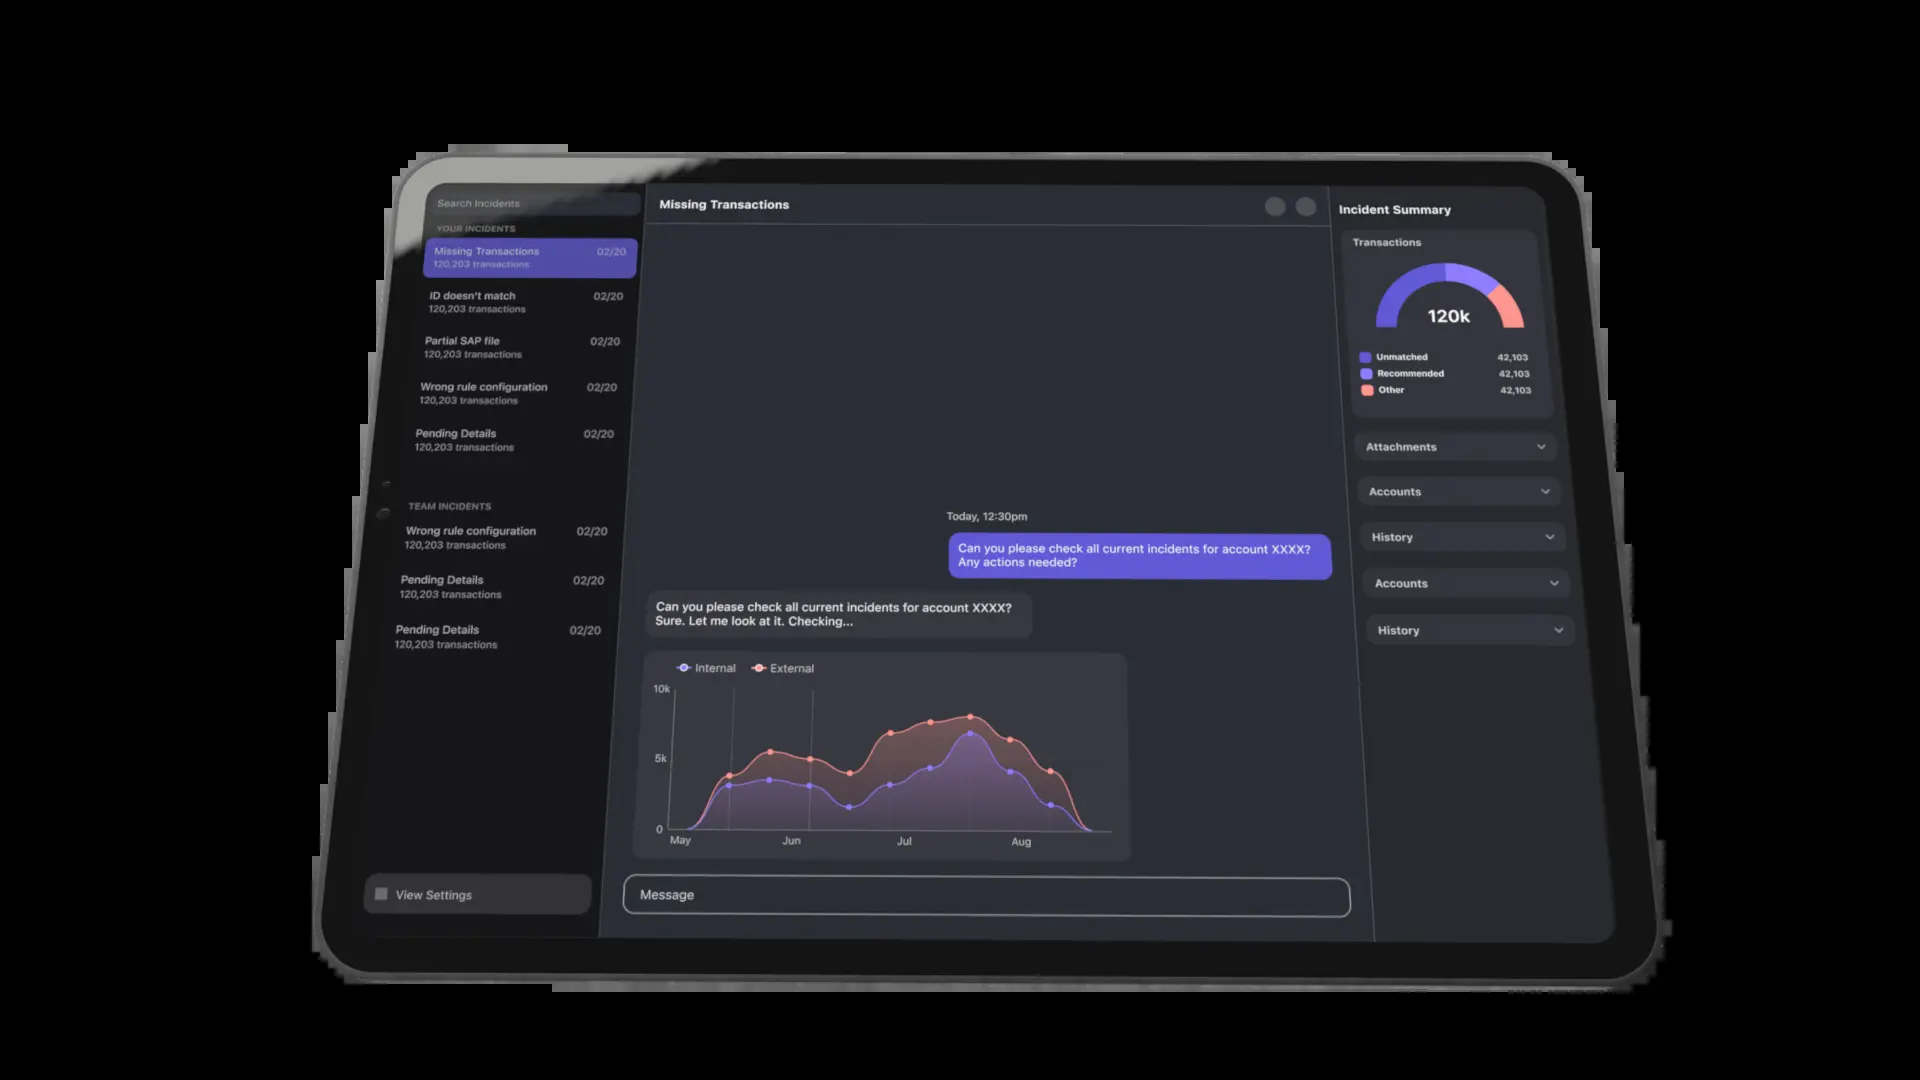 Search Incidents
YOUR INCIDENTS
Missing Transactions 02/20
120,203 transactions
ID doesn't match 02/20
120,203 transactions
Partial SAP file 02/20
120,203 transactions
Wrong rule configuration 02/20
120,203 transactions
Pending Details 02/20
120,203 transactions
TEAM INCIDENTS
Wrong rule configuration 02/20
120,203 transactions
Pending Details 02/20
120,203 transactions
Pending Details 02/20
120,203 transactions
View Settings
Missing Transactions
Today, 12:30pm
Can you please check all current incidents for account XXXX?
Any actions needed?
Can you please check all current incidents for account XXXX?
Sure. Let me look at it. Checking...
Internal External
10k
5k
0
May Jun Jul Aug
Message
Incident Summary
Transactions
120k
Unmatched 42,103
Recommended 42,103
Other 42,103
Attachments
Accounts
History
Accounts
History